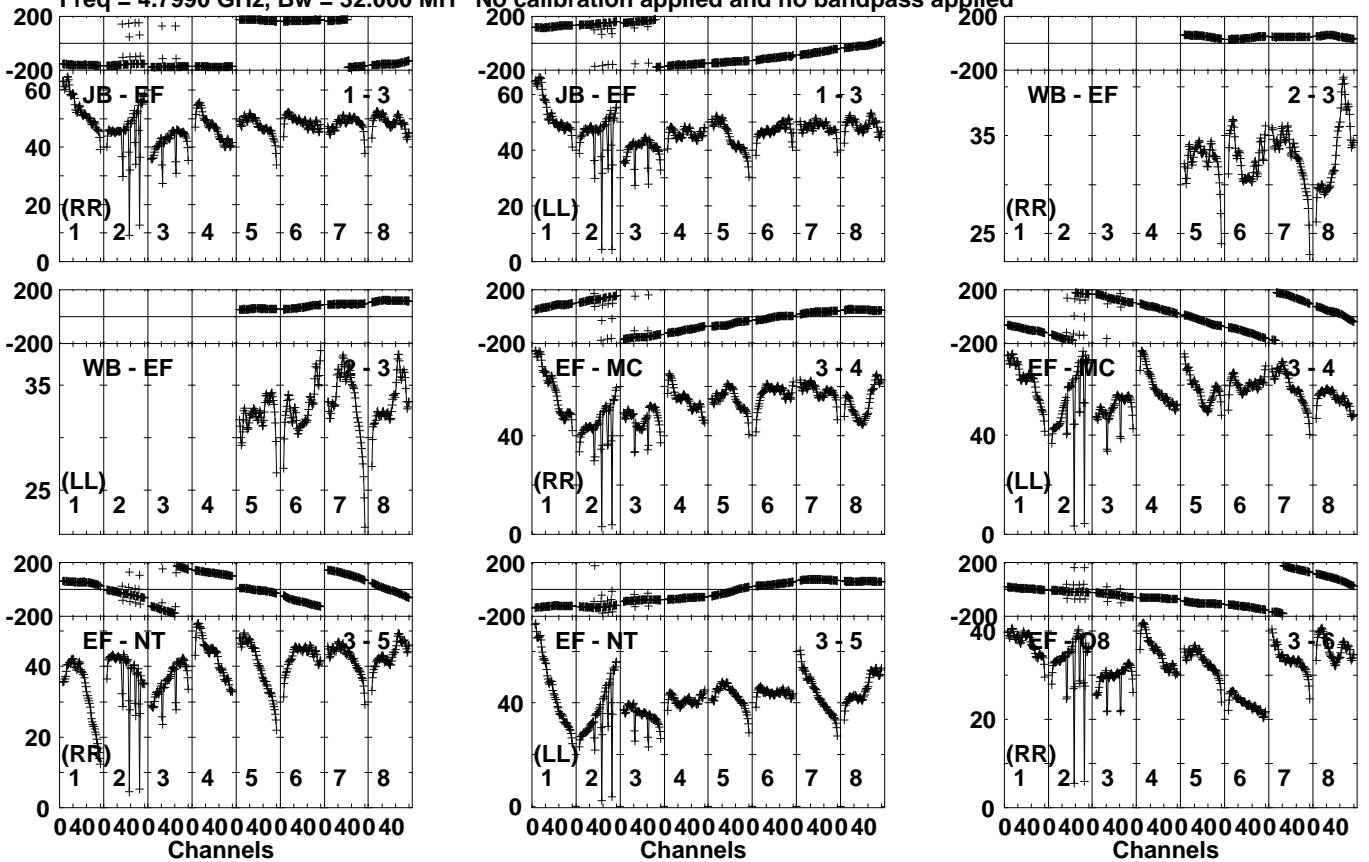 Freq = 4.7990 GHz, Bw = 32.000 MH No calibration applied and no bandpass applied
200
-200
60
40
20
0
JB - EF 1 - 3
(RR)
1 2 3 4 5 6 7 8
200
-200
60
40
20
0
JB - EF 1 - 3
(LL)
1 2 3 4 5 6 7 8
200
-200
35
25
WB - EF 2 - 3
(RR)
1 2 3 4 5 6 7 8
200
-200
35
25
WB - EF 2 - 3
(LL)
1 2 3 4 5 6 7 8
200
-200
40
0
EF - MC 3 - 4
(RR)
1 2 3 4 5 6 7 8
200
-200
40
0
EF - MC 3 - 4
(LL)
1 2 3 4 5 6 7 8
200
-200
40
20
0
EF - NT 3 - 5
(RR)
1 2 3 4 5 6 7 8
0 40 0 40 0 40 0 40 0 40 0 40 0 40 0 40
Channels
200
-200
40
0
EF - NT 3 - 5
(LL)
1 2 3 4 5 6 7 8
0 40 0 40 0 40 0 40 0 40 0 40 0 40 0 40
Channels
200
-200
40
20
0
EF - O8 3 - 6
(RR)
1 2 3 4 5 6 7 8
0 40 0 40 0 40 0 40 0 40 0 40 0 40 0 40
Channels